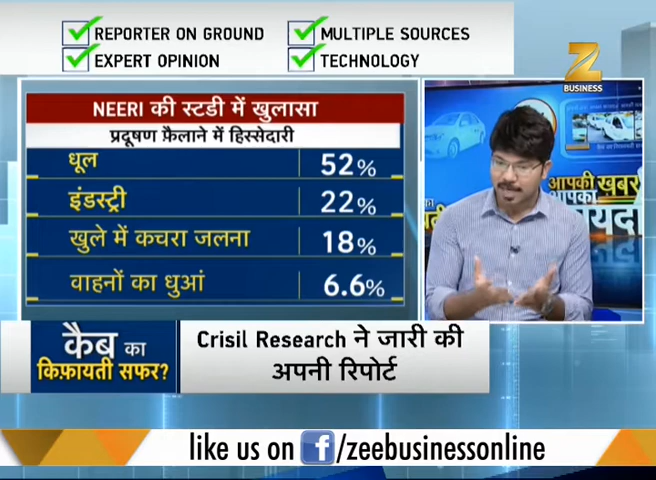 REPORTER ON GROUND
MULTIPLE SOURCES
EXPERT OPINION
TECHNOLOGY
Z
BUSINESS
NEERI की स्टडी में खुलासा
प्रदूषण फ़ैलाने में हिस्सेदारी
धूल 52%
इंडस्ट्री 22%
खुले में कचरा जलना 18%
वाहनों का धुआं 6.6%
आपकी खबर
आपका
कैब का
किफ़ायती सफर?
Crisil Research ने जारी की
अपनी रिपोर्ट
like us on f/zeebusinessonline